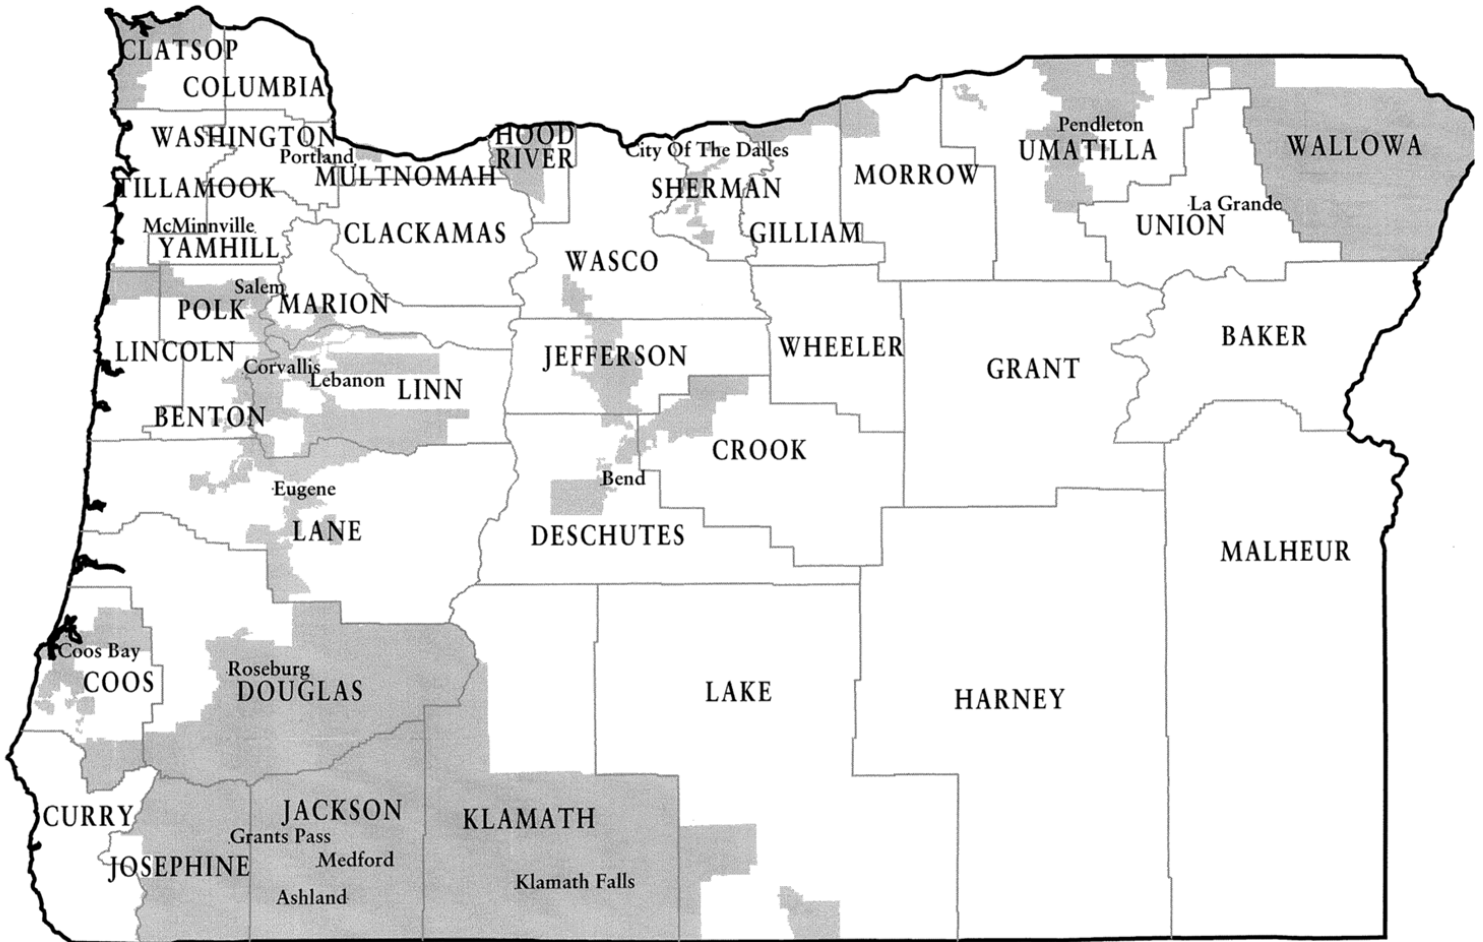 CLATSOP
COLUMBIA
WASHINGTON
Portland
HOOD
RIVER
TILLAMOOK
MULTNOMAH
City Of The Dalles
SHERMAN
MORROW
Pendleton
UMATILLA
WALLOWA
McMinnville
YAMHILL
CLACKAMAS
GILLIAM
La Grande
UNION
WASCO
Salem
POLK
MARION
LINCOLN
JEFFERSON
WHEELER
GRANT
BAKER
Corvallis
Lebanon
LINN
BENTON
CROOK
Eugene
Bend
LANE
DESCHUTES
MALHEUR
Coos Bay
COOS
Roseburg
DOUGLAS
LAKE
HARNEY
CURRY
JACKSON
KLAMATH
Grants Pass
JOSEPHINE
Medford
Klamath Falls
Ashland